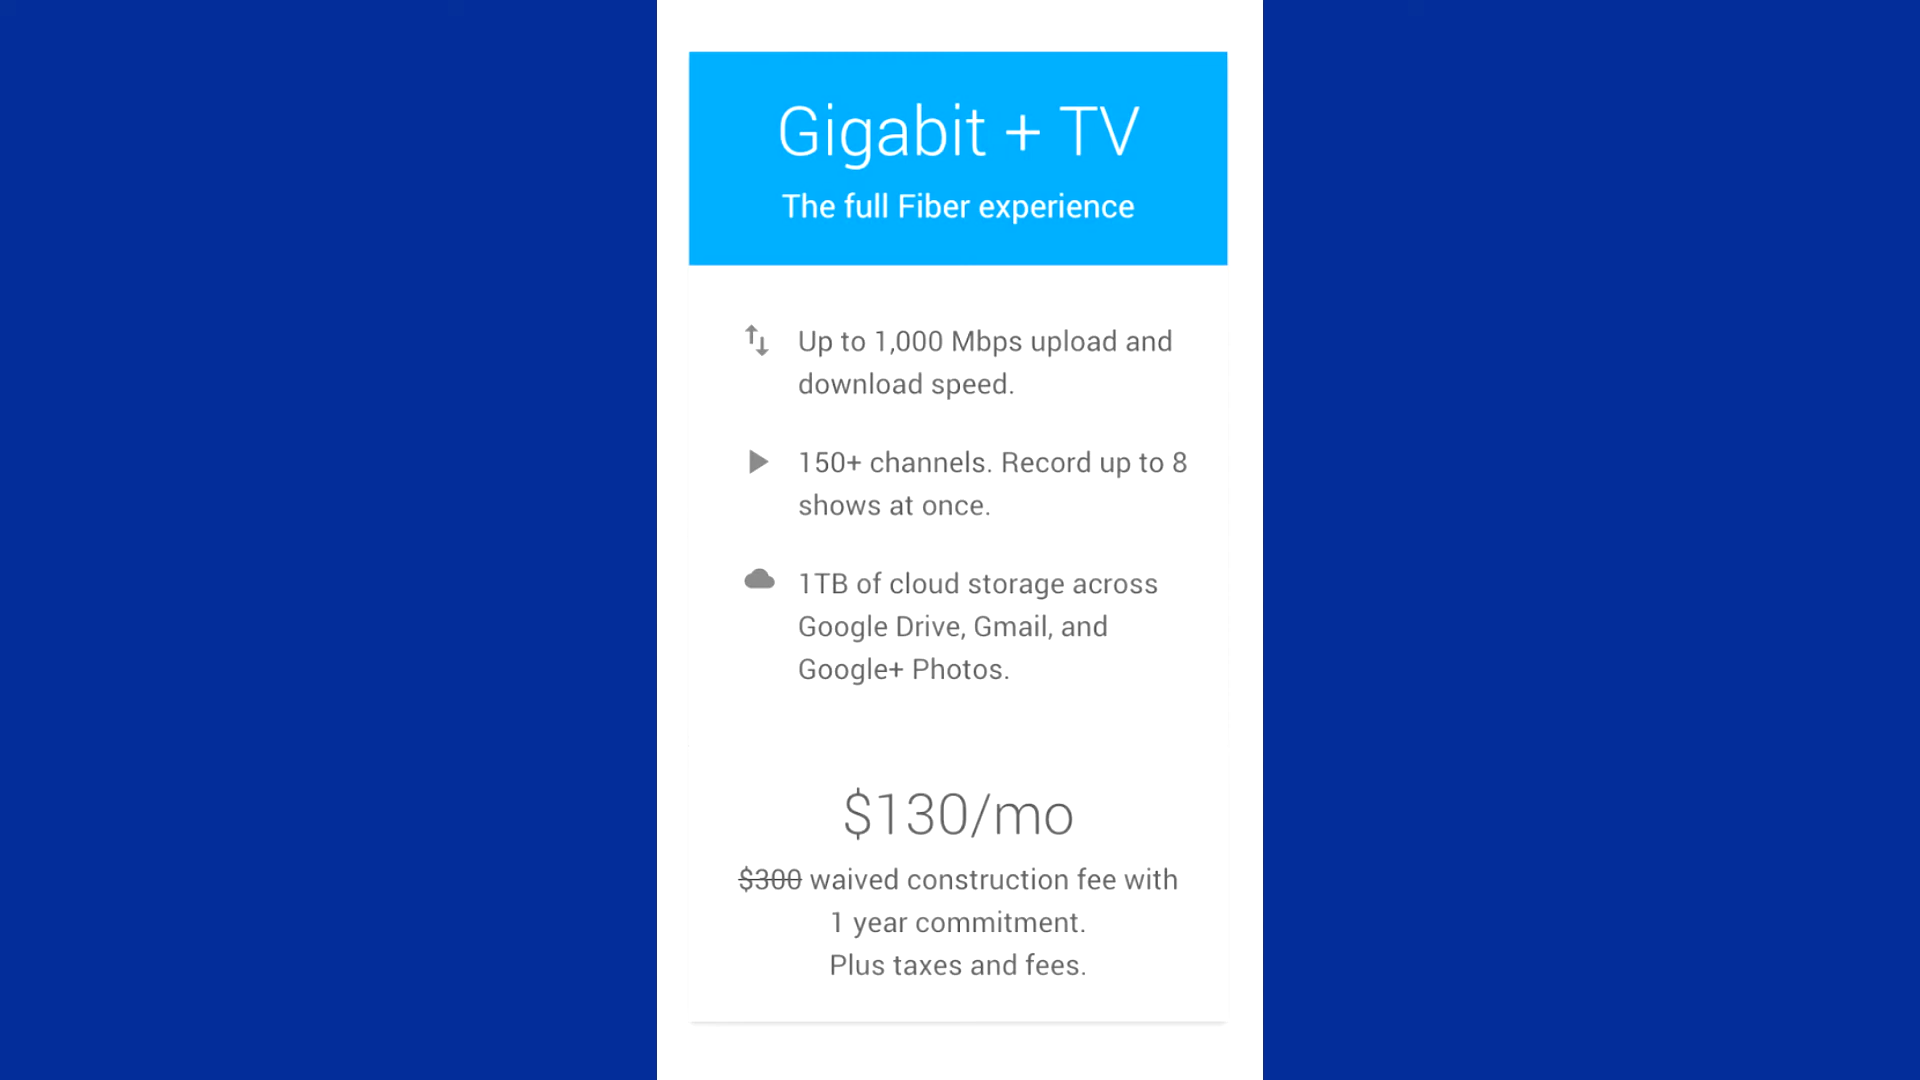 Gigabit + TV
The full Fiber experience
Up to 1,000 Mbps upload and
download speed.
150+ channels. Record up to 8
shows at once.
1TB of cloud storage across
Google Drive, Gmail, and
Google+ Photos.
$130/mo
$300 waived construction fee with
1 year commitment.
Plus taxes and fees.